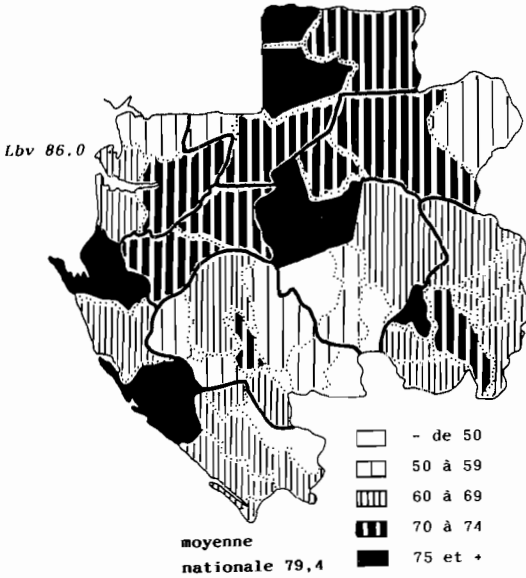 Lbv 86.0
- de 50
50 à 59
60 à 69
70 à 74
75 et +
moyenne
nationale 79,4